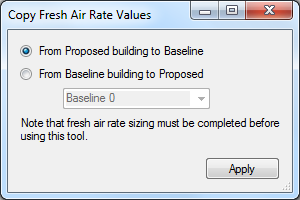 Copy Fresh Air Rate Values
From Proposed building to Baseline
From Baseline building to Proposed
Baseline 0
Note that fresh air rate sizing must be completed before
using this tool.
Apply